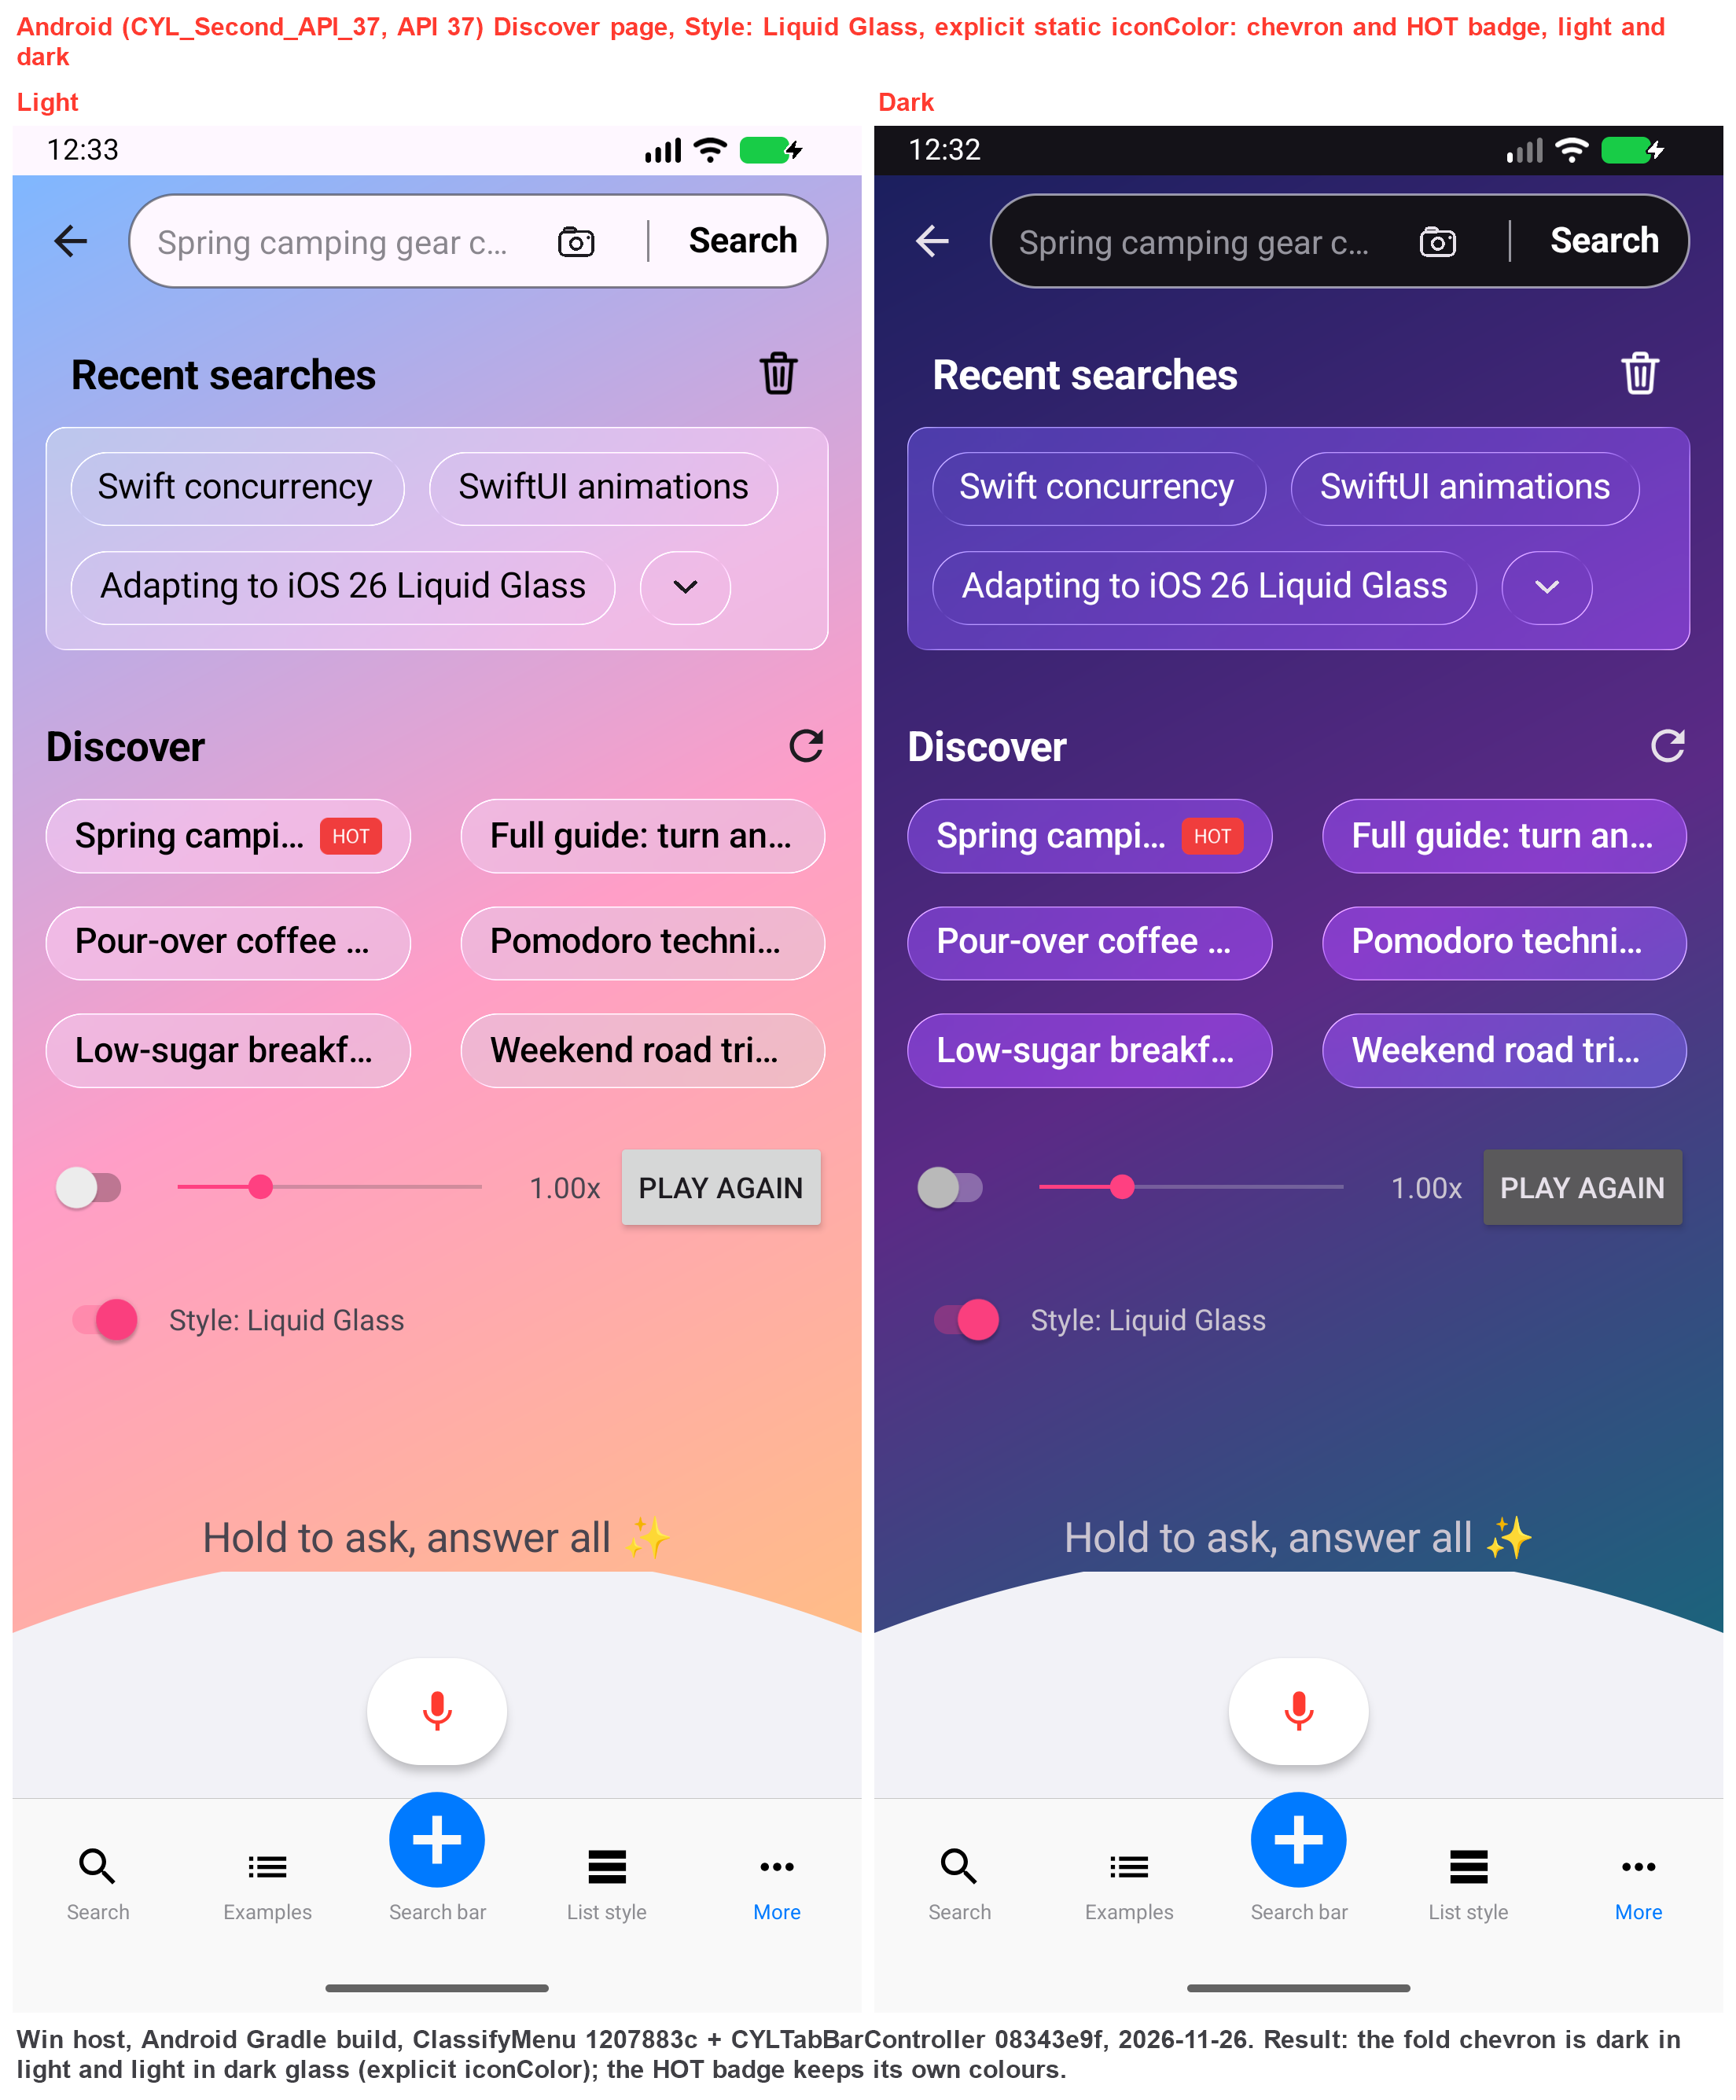 Android (CYL_Second_API_37, API 37) Discover page, Style: Liquid Glass, explicit static iconColor: chevron and HOT badge, light and
dark
Light
12:33
Spring camping gear c...
Search
Recent searches
Swift concurrency
SwiftUI animations
Adapting to iOS 26 Liquid Glass
Discover
Spring campi...
HOT
Full guide: turn an...
Pour-over coffee ...
Pomodoro techni...
Low-sugar breakf...
Weekend road tri...
1.00x
PLAY AGAIN
Style: Liquid Glass
Hold to ask, answer all ✨
Search
Examples
Search bar
List style
More
Dark
12:32
Spring camping gear c...
Search
Recent searches
Swift concurrency
SwiftUI animations
Adapting to iOS 26 Liquid Glass
Discover
Spring campi...
HOT
Full guide: turn an...
Pour-over coffee ...
Pomodoro techni...
Low-sugar breakf...
Weekend road tri...
1.00x
PLAY AGAIN
Style: Liquid Glass
Hold to ask, answer all ✨
Search
Examples
Search bar
List style
More
Win host, Android Gradle build, ClassifyMenu 1207883c + CYLTabBarController 08343e9f, 2026-11-26. Result: the fold chevron is dark in
light and light in dark glass (explicit iconColor); the HOT badge keeps its own colours.